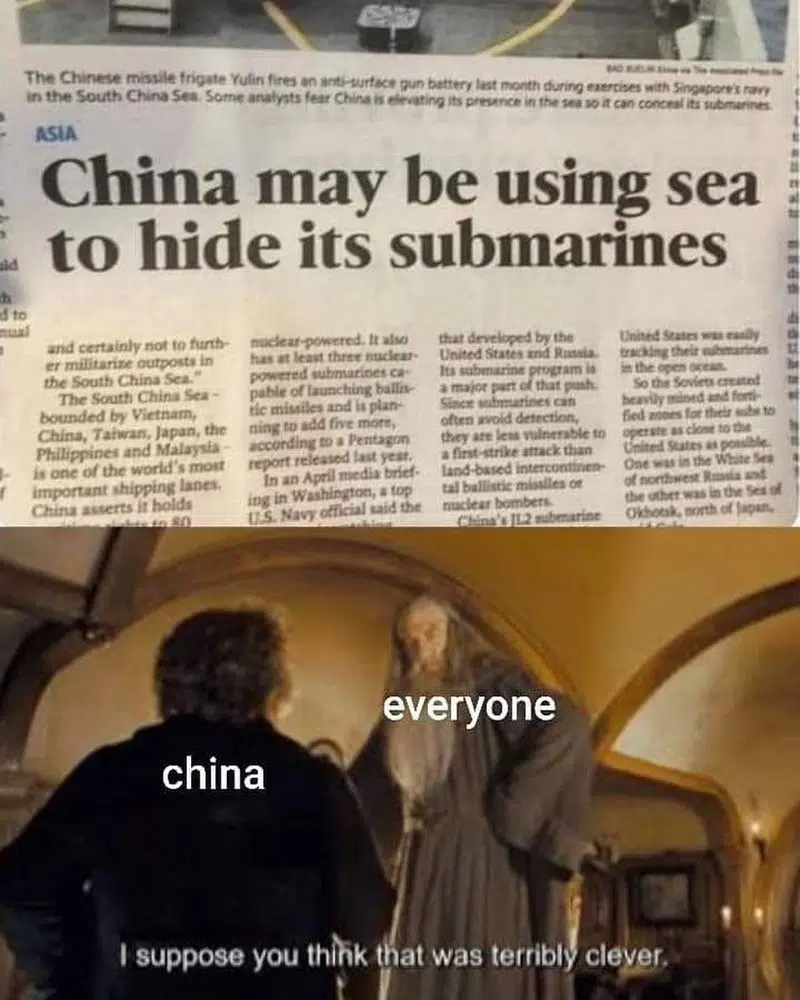 The Chinese missile frigate Yulin fires an anti-surface gun battery last month during exercises with Singapore's navy
in the South China Sea. Some analysts fear China is elevating its presence in the sea so it can conceal its submarines.
ASIA
China may be using sea
to hide its submarines
and certainly not to furth-
er militarize outposts in
the South China Sea."
The South China Sea -
bounded by Vietnam,
China, Taiwan, Japan, the
Philippines and Malaysia -
is one of the world's most
important shipping lanes.
China asserts it holds
nuclear-powered. It also
has at least three nuclear-
powered submarines ca-
pable of launching ballis-
tic missiles and is plan-
ning to add five more,
according to a Pentagon
report released last year.
In an April media brief-
ing in Washington, a top
U.S. Navy official said the
that developed by the
United States and Russia.
Its submarine program is
a major part of that push.
Since submarines can
often avoid detection,
they are less vulnerable to
a first-strike attack than
land-based intercontinen-
tal ballistic missiles or
nuclear bombers.
China's JL2 submarine
United States was easily
tracking their submarines
in the open ocean.
So the Soviets created
heavily mined and forti-
fied zones for their subs to
operate as close to the
United States as possible.
One was in the White Sea
of northwest Russia and
the other was in the Sea of
Okhotsk, north of Japan,
everyone
china
I suppose you think that was terribly clever.